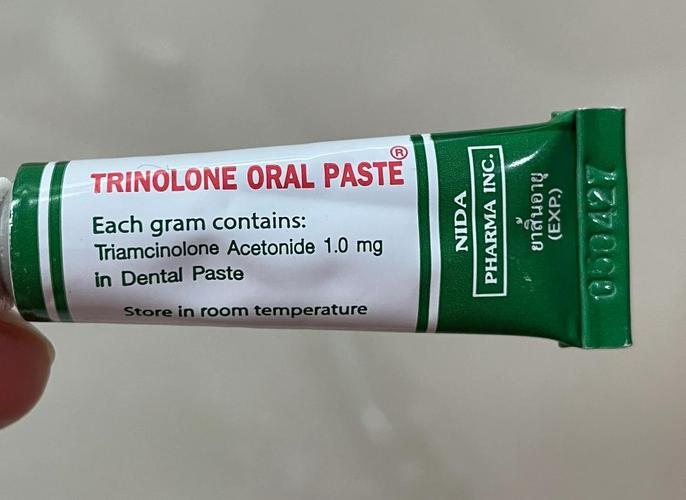 TRINOLONE ORAL PASTE®
Each gram contains:
Triamcinolone Acetonide 1.0 mg
in Dental Paste
Store in room temperature
NIDA
PHARMA INC.
ยาสิ้นอายุ
(EXP.)
050427